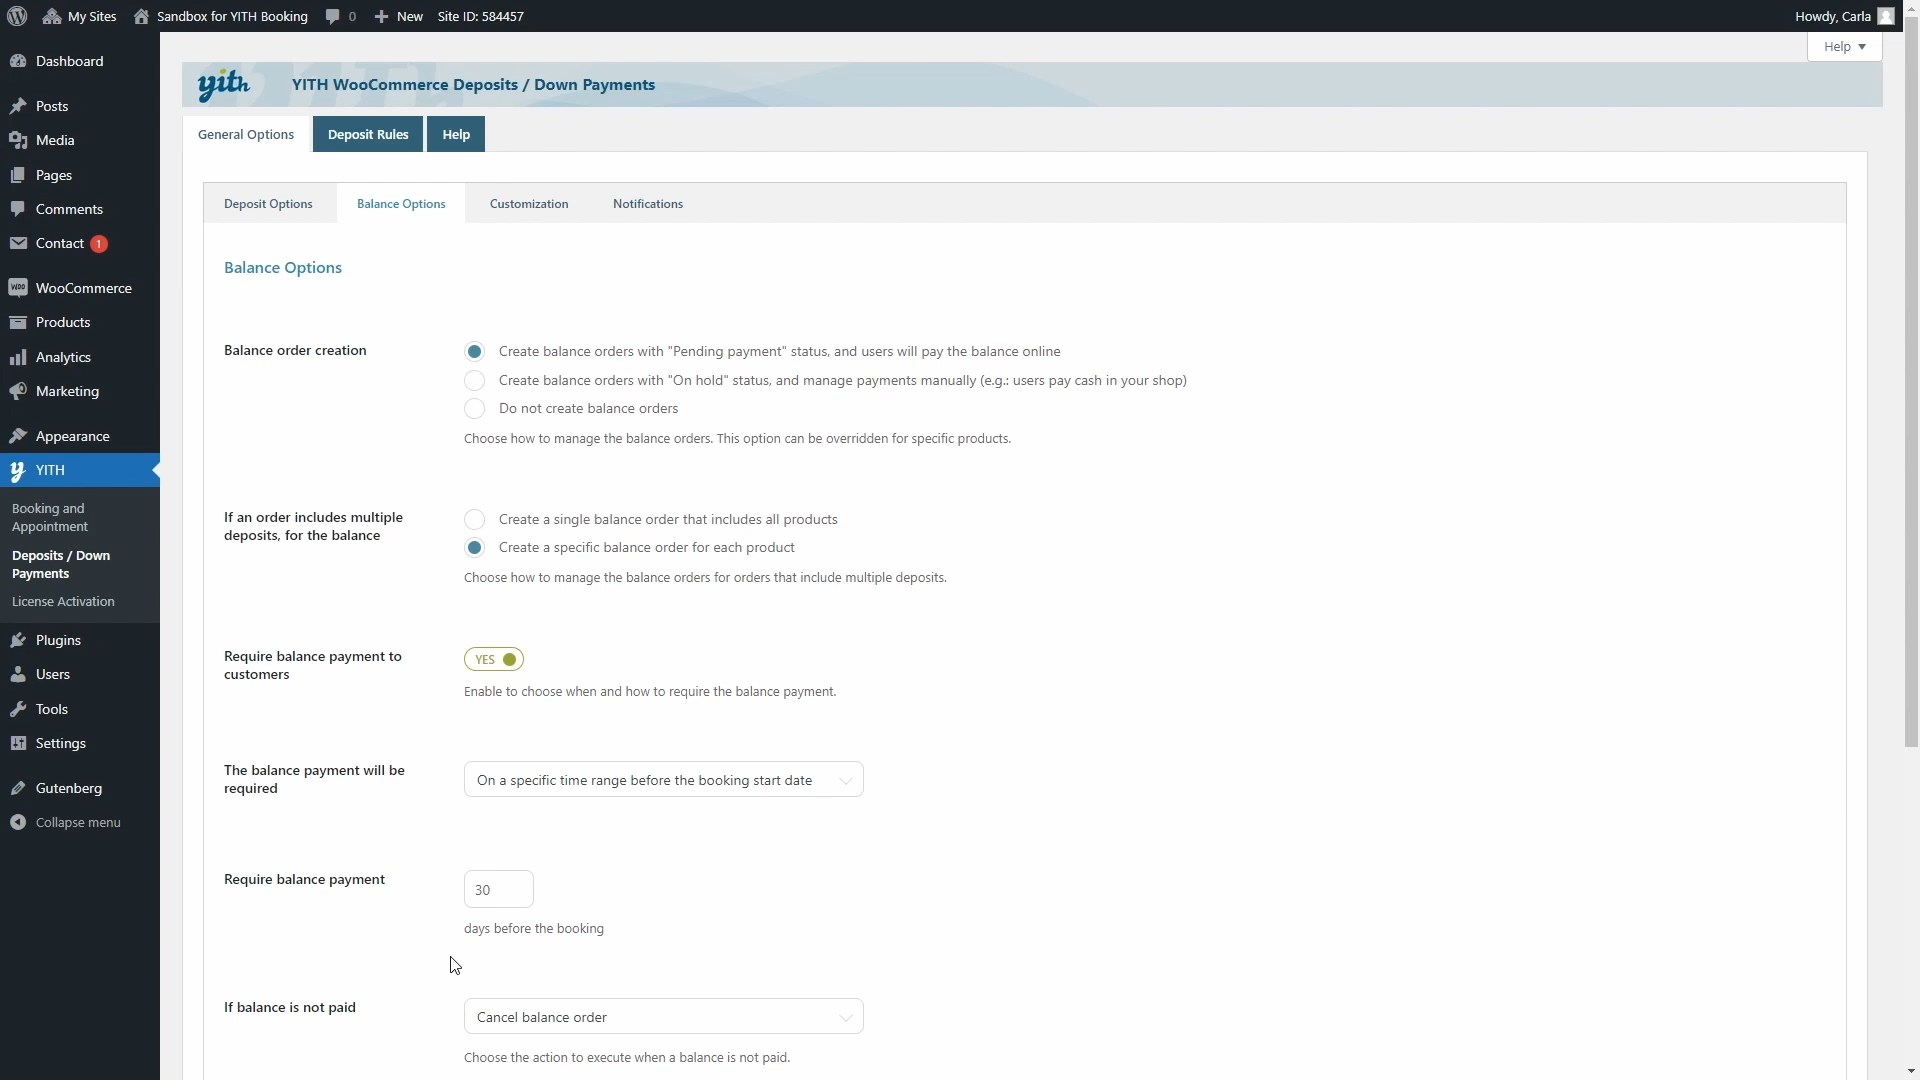 My Sites
Sandbox for YITH Booking
0
New
Site ID: 584457
Howdy, Carla
Help
Dashboard
Posts
Media
Pages
Comments
Contact 1
WooCommerce
Products
Analytics
Marketing
Appearance
YITH
Booking and
Appointment
Deposits / Down
Payments
License Activation
Plugins
Users
Tools
Settings
Gutenberg
Collapse menu
yith
YITH WooCommerce Deposits / Down Payments
General Options
Deposit Rules
Help
Deposit Options
Balance Options
Customization
Notifications
Balance Options
Balance order creation
Create balance orders with "Pending payment" status, and users will pay the balance online
Create balance orders with "On hold" status, and manage payments manually (e.g.: users pay cash in your shop)
Do not create balance orders
Choose how to manage the balance orders. This option can be overridden for specific products.
If an order includes multiple
deposits, for the balance
Create a single balance order that includes all products
Create a specific balance order for each product
Choose how to manage the balance orders for orders that include multiple deposits.
Require balance payment to
customers
YES
Enable to choose when and how to require the balance payment.
The balance payment will be
required
On a specific time range before the booking start date
Require balance payment
30
days before the booking
If balance is not paid
Cancel balance order
Choose the action to execute when a balance is not paid.